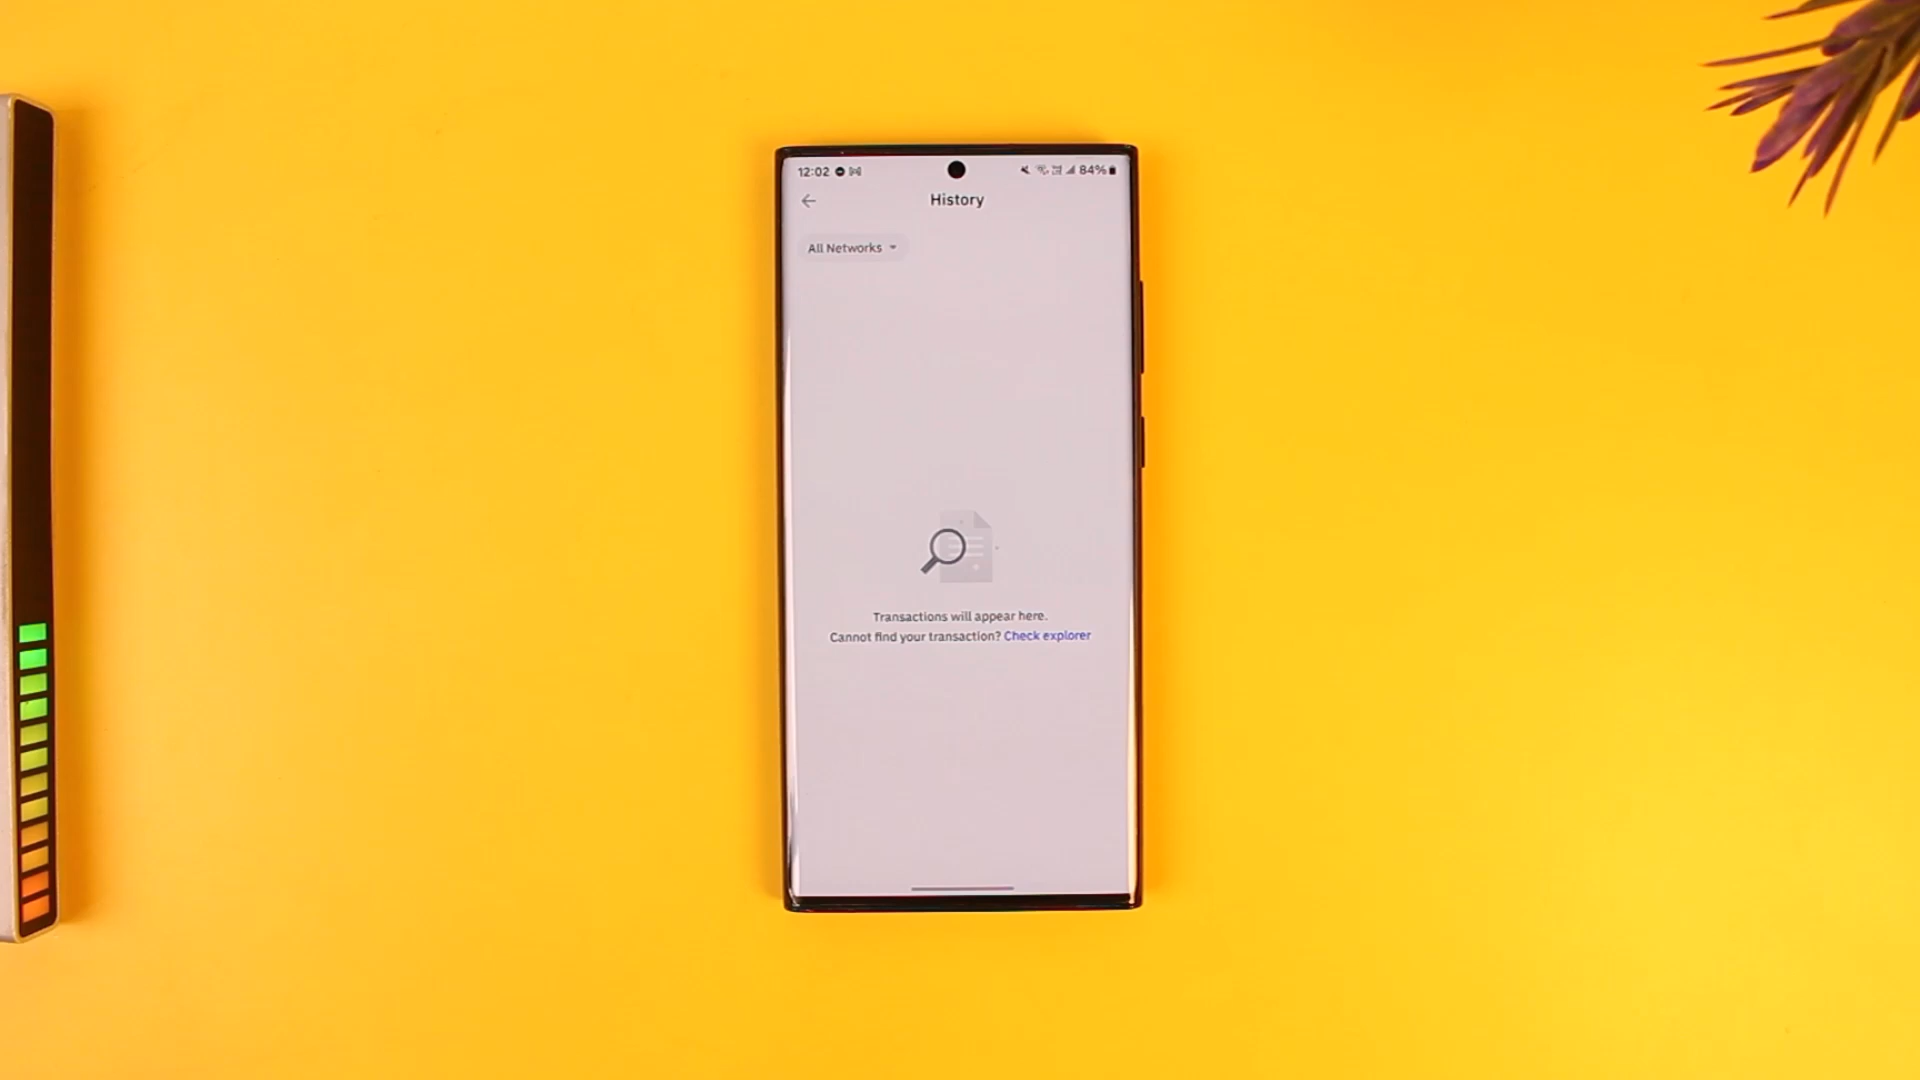 12:02
84%
History
All Networks
Transactions will appear here.
Cannot find your transaction? Check explorer